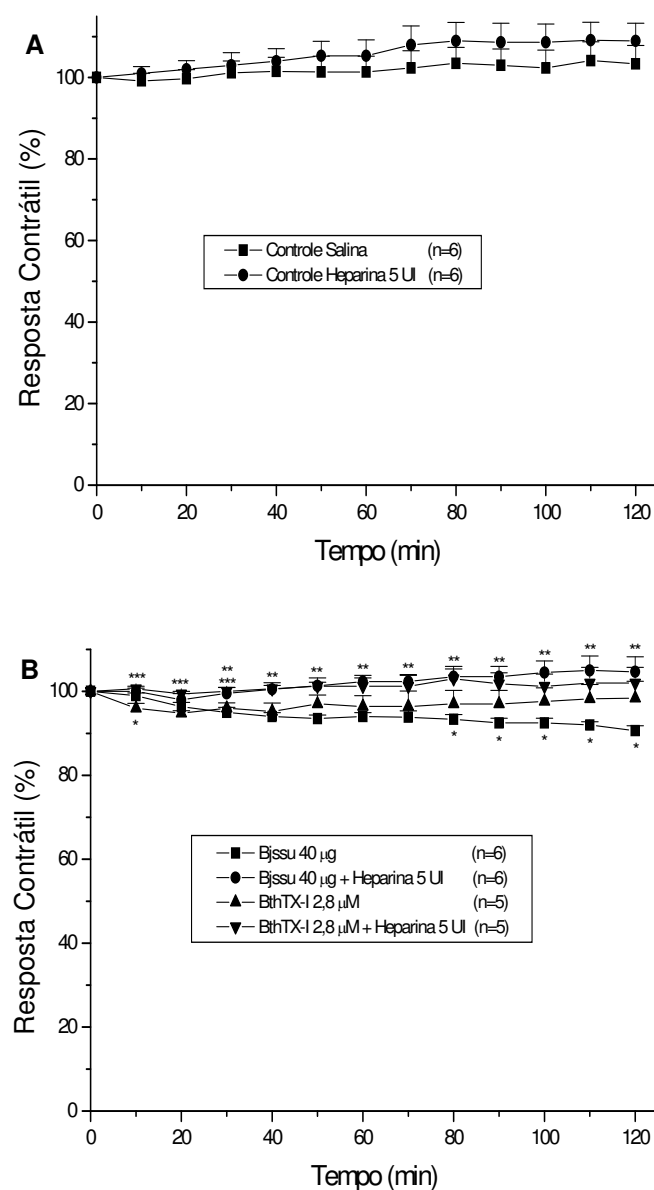 A
Resposta Contrátil (%)
100
80
60
40
20
0
Controle Salina (n=6)
Controle Heparina 5 UI (n=6)
0 20 40 60 80 100 120
Tempo (min)
B
Resposta Contrátil (%)
100
80
60
40
20
0
*** *** ** *** ** ** ** ** ** ** ** ** **
* * * * * *
Bjssu 40 μg (n=6)
Bjssu 40 μg + Heparina 5 UI (n=6)
BthTX-I 2,8 μM (n=5)
BthTX-I 2,8 μM + Heparina 5 UI (n=5)
0 20 40 60 80 100 120
Tempo (min)